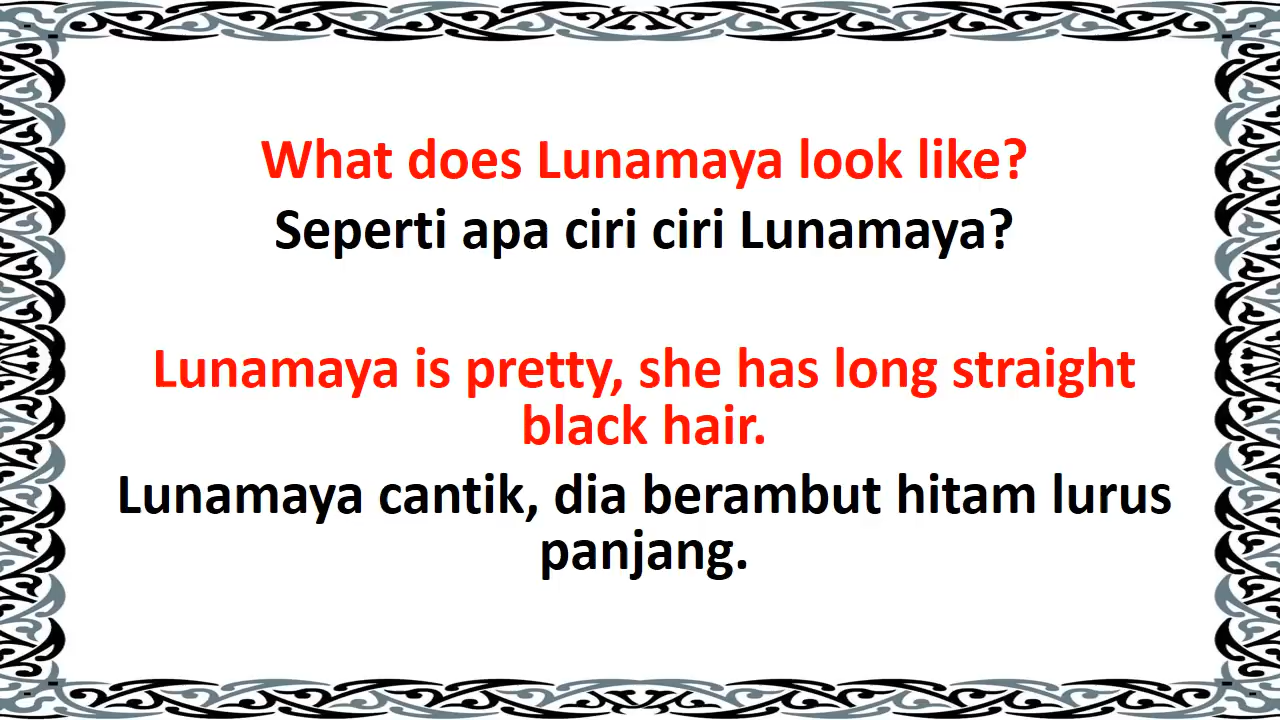 What does Lunamaya look like?
Seperti apa ciri ciri Lunamaya?
Lunamaya is pretty, she has long straight
black hair.
Lunamaya cantik, dia berambut hitam lurus
panjang.